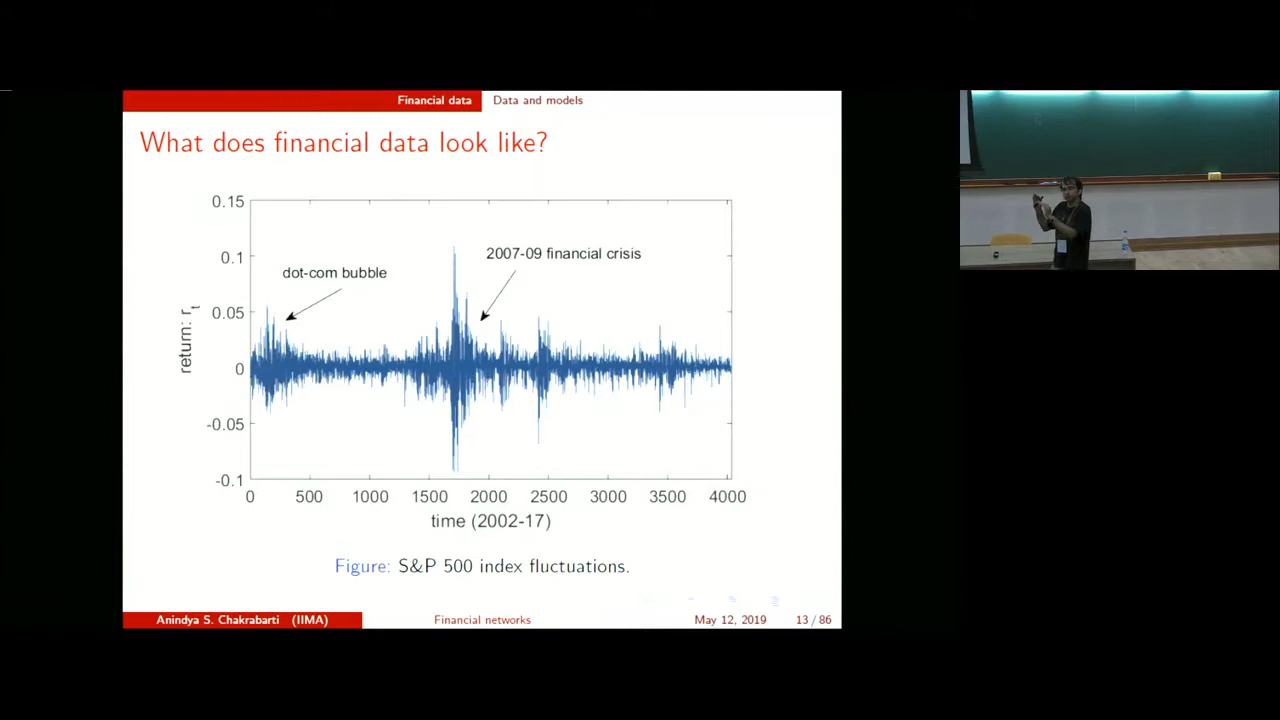 Financial data Data and models
What does financial data look like?
0.15
0.1
0.05
0
-0.05
-0.1
return: r_t
dot-com bubble
2007-09 financial crisis
0 500 1000 1500 2000 2500 3000 3500 4000
time (2002-17)
Figure: S&P 500 index fluctuations.
Anindya S. Chakrabarti (IIMA) Financial networks May 12, 2019 13 / 86